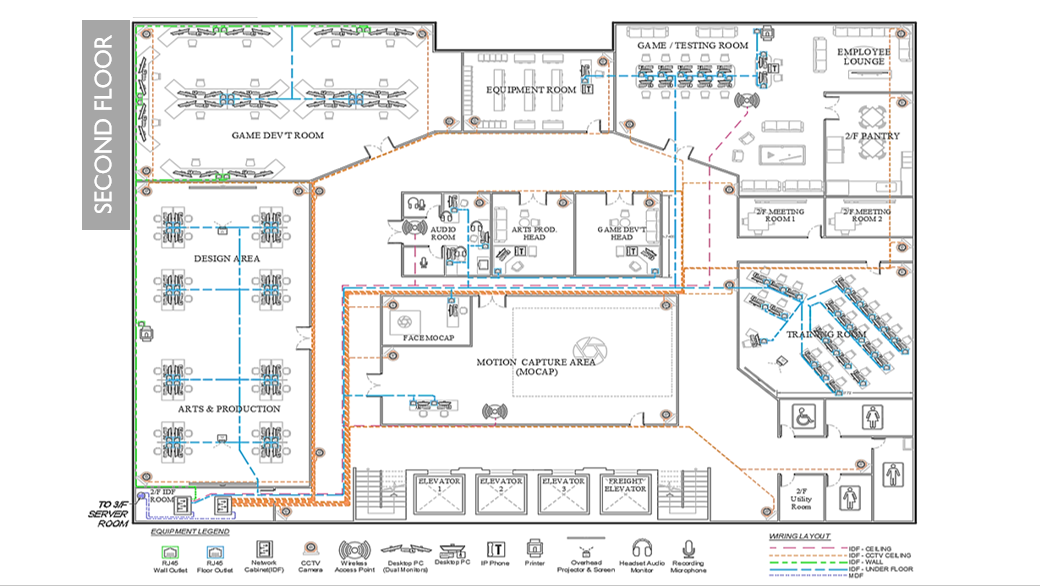 SECOND FLOOR
GAME DEV'T ROOM
EQUIPMENT ROOM
GAME / TESTING ROOM
EMPLOYEE
LOUNGE
2/F PANTRY
2/F MEETING
ROOM 1
2/F MEETING
ROOM 2
DESIGN AREA
AUDIO
ROOM
ARTS PROD.
HEAD
GAME DEV'T
HEAD
FACE MOCAP
MOTION CAPTURE AREA
(MOCAP)
TRAINING ROOM
ARTS & PRODUCTION
ELEVATOR
1
ELEVATOR
2
ELEVATOR
3
FREIGHT
ELEVATOR
2/F
Utility
Room
2/F IDF
ROOM
TO 3/F
SERVER
ROOM
EQUIPMENT LEGEND
RJ45
Wall Outlet
RJ45
Floor Outlet
Network
Cabinet(IDF)
CCTV
Camera
Wireless
Access Point
Desktop PC
(Dual Monitors)
Desktop PC
IP Phone
Printer
Overhead
Projector & Screen
Headset Audio
Monitor
Recording
Microphone
WIRING LAYOUT
IDF - CEILING
IDF - CCTV CEILING
IDF - WALL
IDF - UNDER FLOOR
MDF